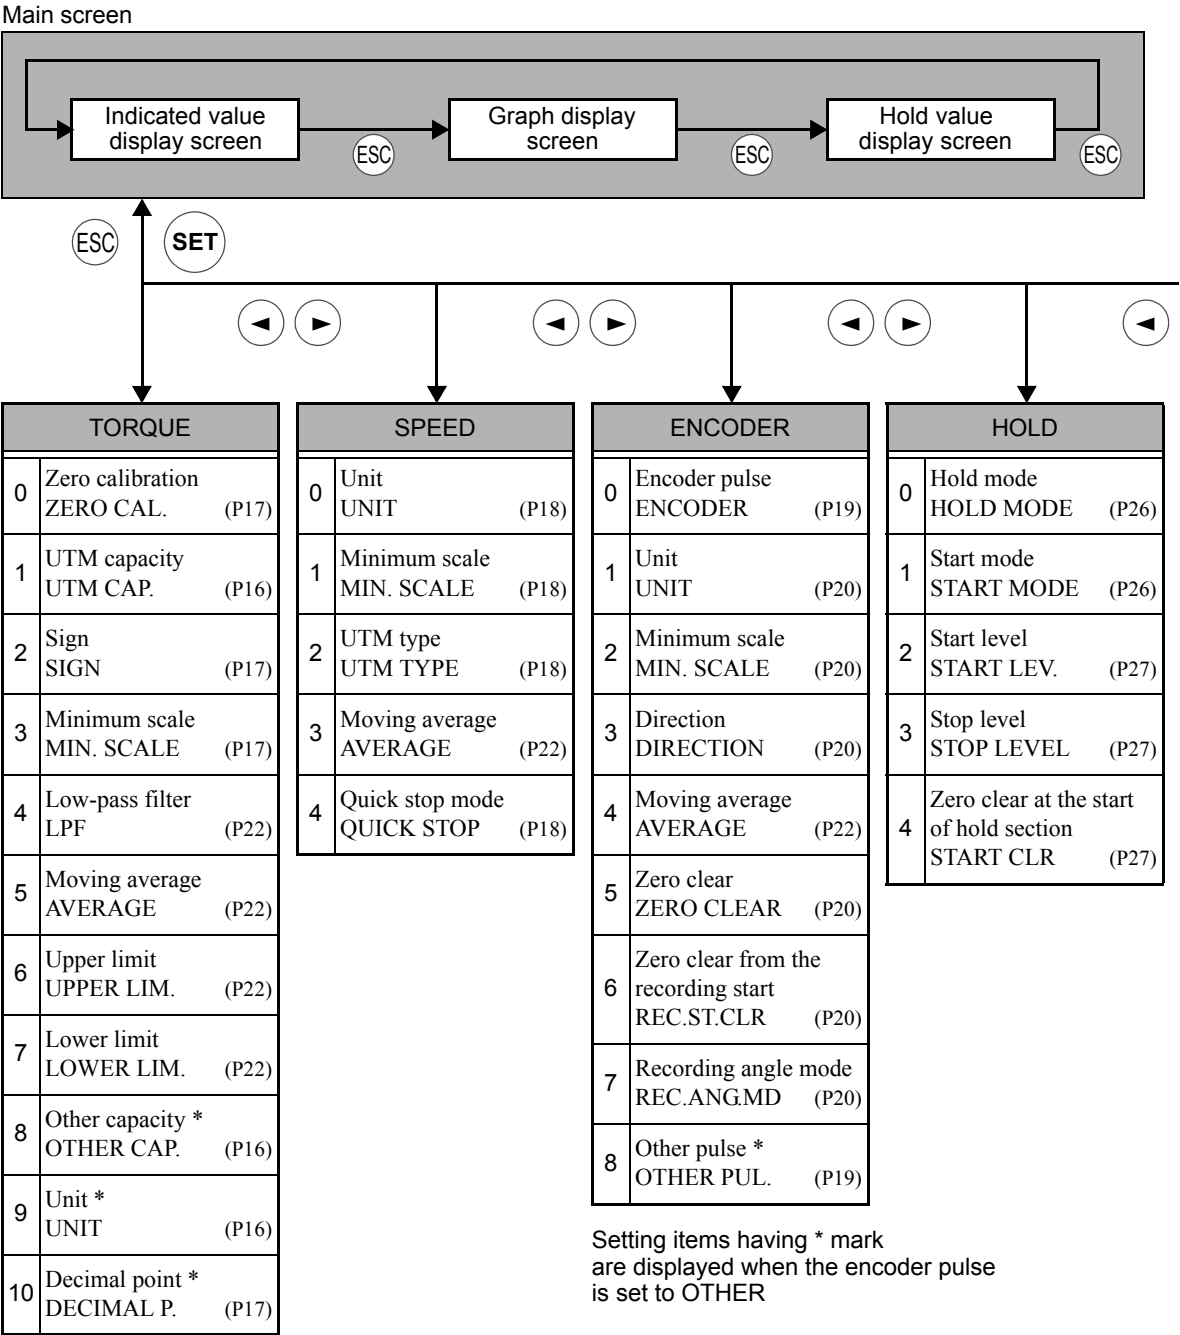 Main screen
Indicated value
display screen
ESC
Graph display
screen
ESC
Hold value
display screen
ESC
ESC
SET
TORQUE
0
Zero calibration
ZERO CAL. (P17)
1
UTM capacity
UTM CAP. (P16)
2
Sign
SIGN (P17)
3
Minimum scale
MIN. SCALE (P17)
4
Low-pass filter
LPF (P22)
5
Moving average
AVERAGE (P22)
6
Upper limit
UPPER LIM. (P22)
7
Lower limit
LOWER LIM. (P22)
8
Other capacity *
OTHER CAP. (P16)
9
Unit *
UNIT (P16)
10
Decimal point *
DECIMAL P. (P17)
SPEED
0
Unit
UNIT (P18)
1
Minimum scale
MIN. SCALE (P18)
2
UTM type
UTM TYPE (P18)
3
Moving average
AVERAGE (P22)
4
Quick stop mode
QUICK STOP (P18)
ENCODER
0
Encoder pulse
ENCODER (P19)
1
Unit
UNIT (P20)
2
Minimum scale
MIN. SCALE (P20)
3
Direction
DIRECTION (P20)
4
Moving average
AVERAGE (P22)
5
Zero clear
ZERO CLEAR (P20)
6
Zero clear from the
recording start
REC.ST.CLR (P20)
7
Recording angle mode
REC.ANG.MD (P20)
8
Other pulse *
OTHER PUL. (P19)
Setting items having * mark
are displayed when the encoder pulse
is set to OTHER
HOLD
0
Hold mode
HOLD MODE (P26)
1
Start mode
START MODE (P26)
2
Start level
START LEV. (P27)
3
Stop level
STOP LEVEL (P27)
4
Zero clear at the start
of hold section
START CLR (P27)